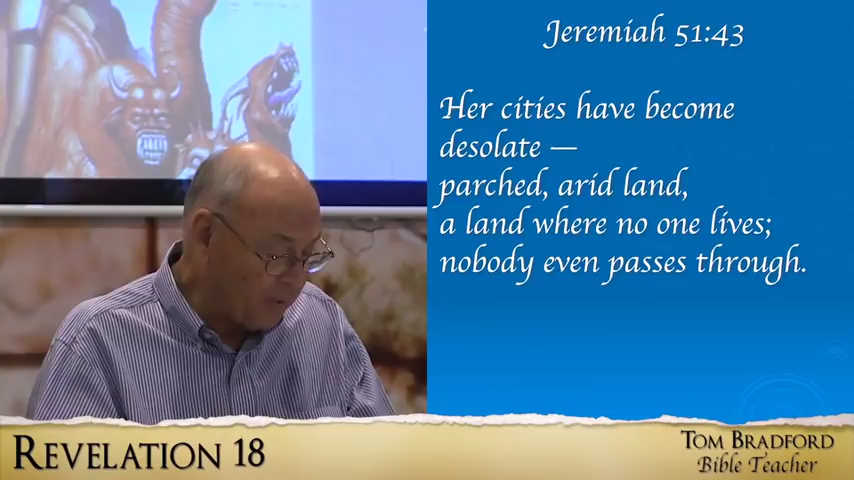 Jeremiah 51:43
Her cities have become
desolate —
parched, arid land,
a land where no one lives;
nobody even passes through.
Revelation 18
Tom Bradford
Bible Teacher